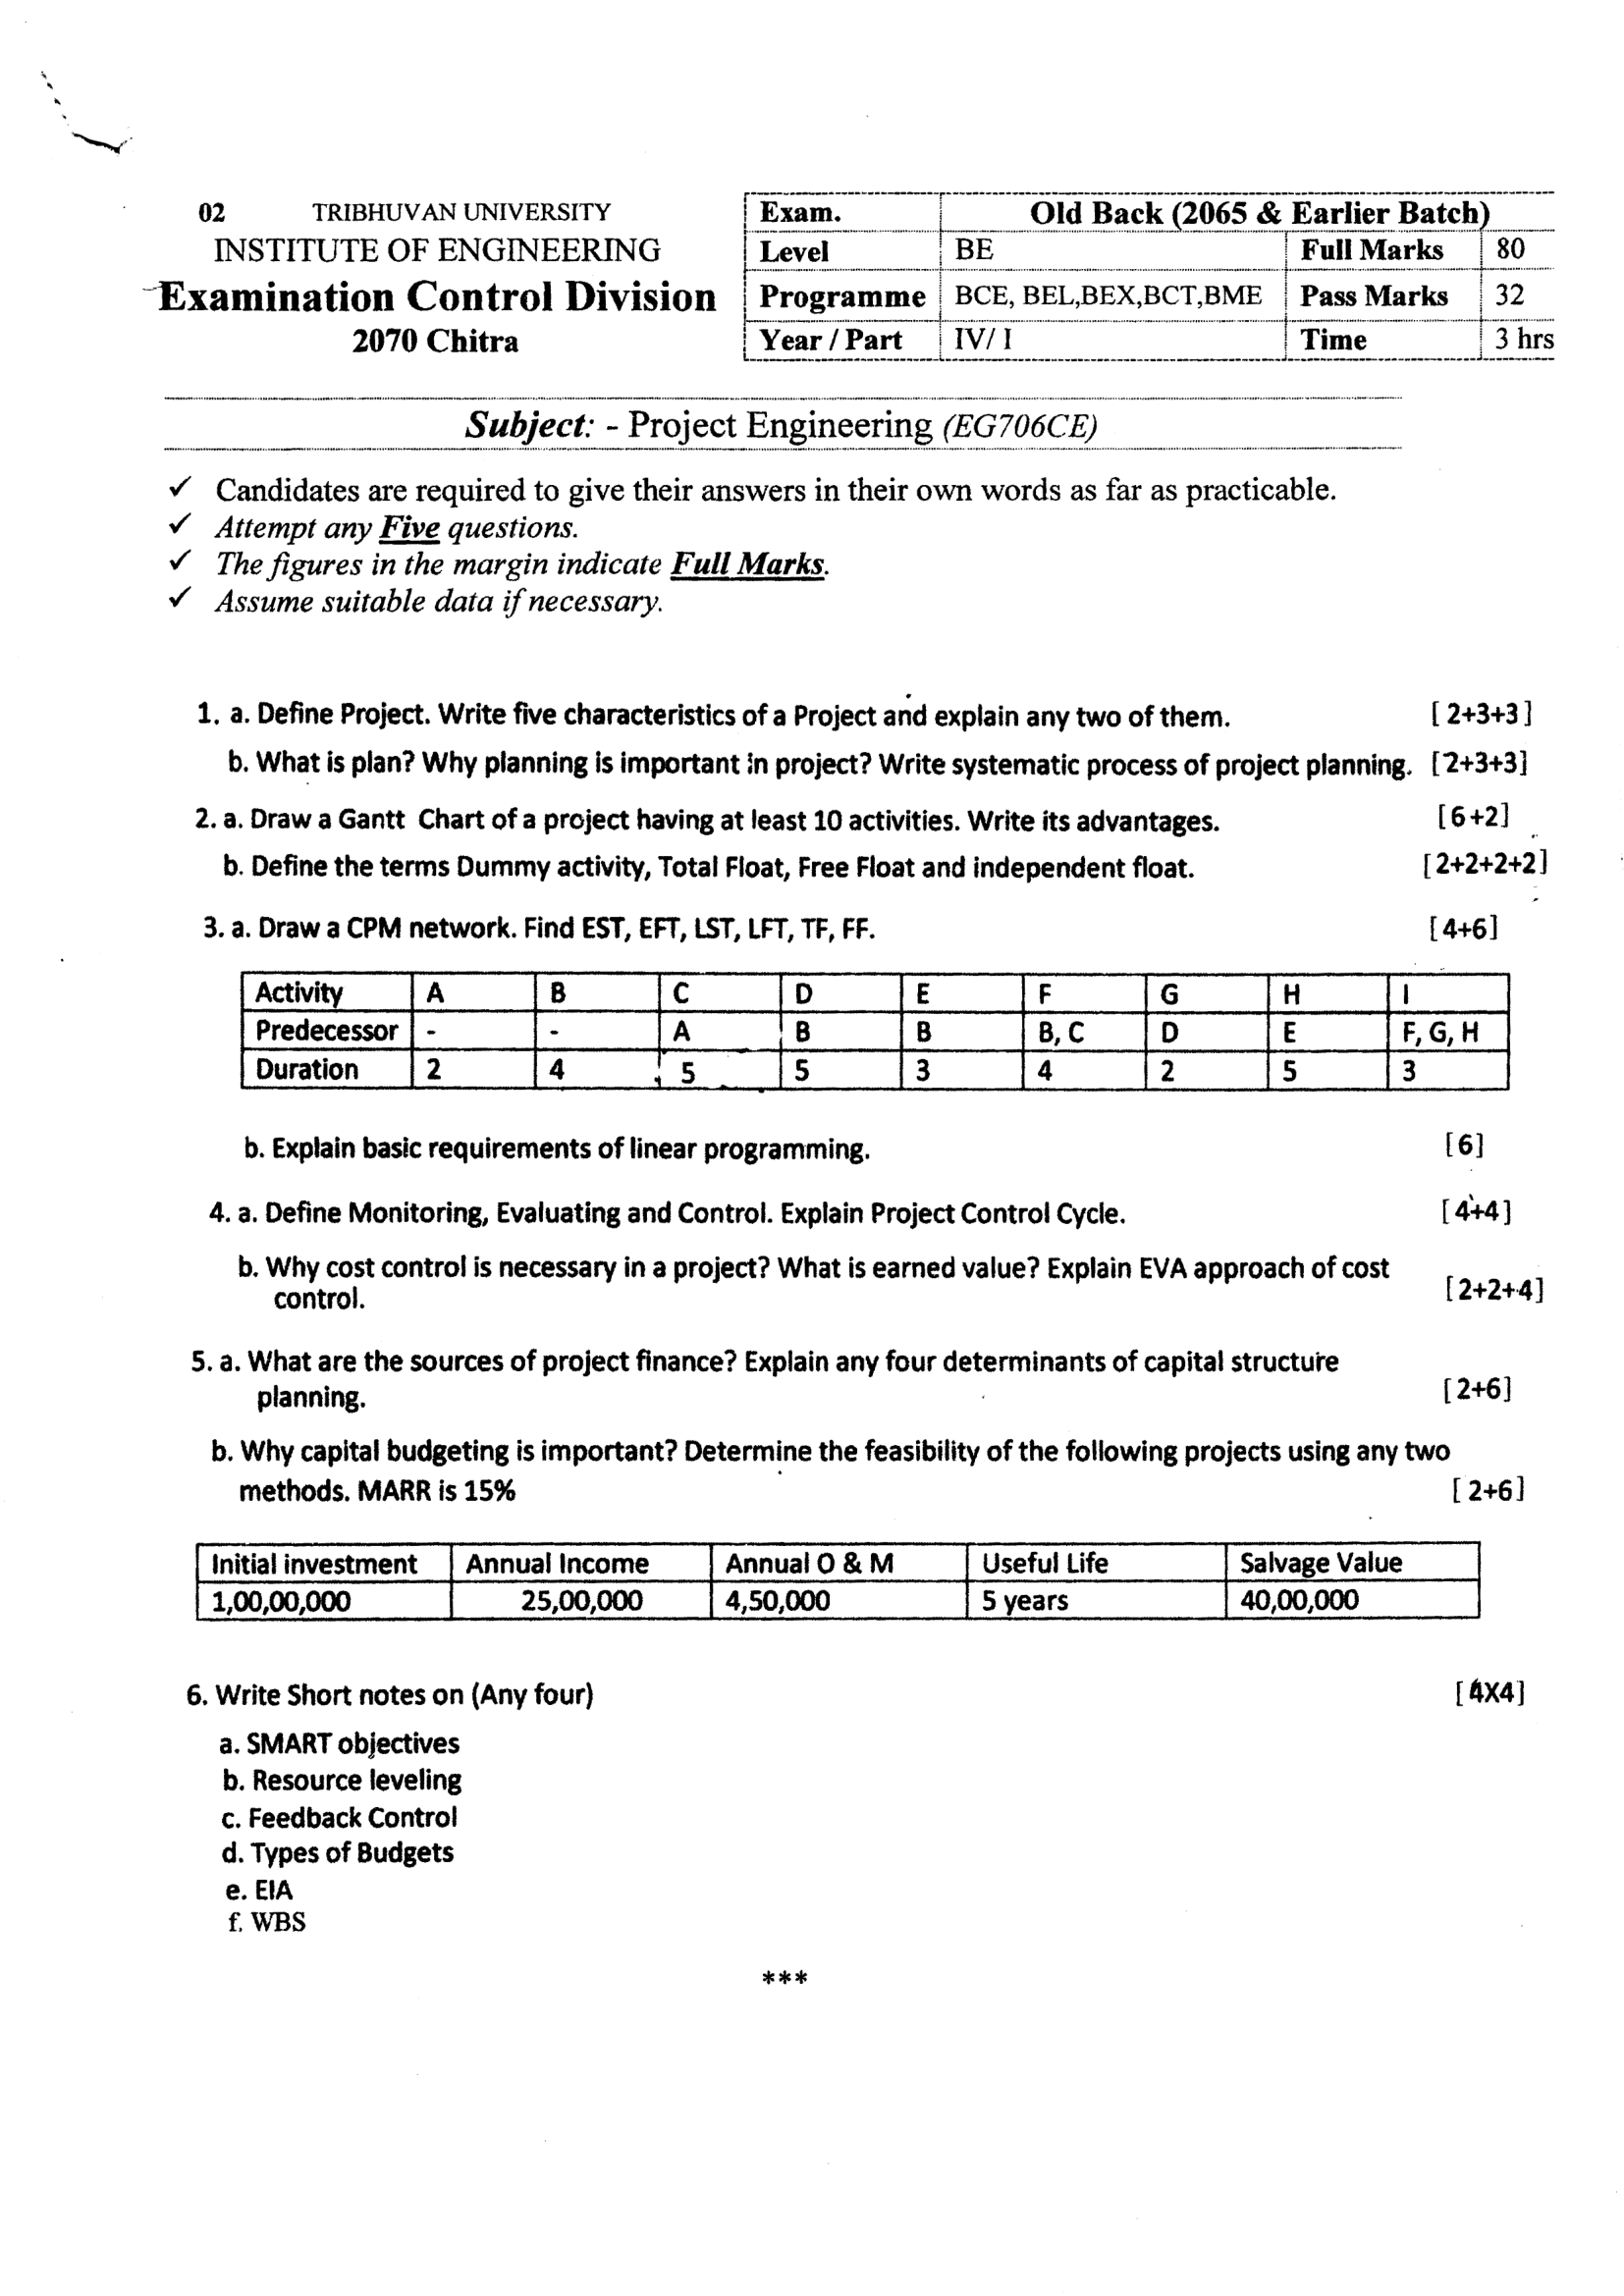 02 TRIBHUVAN UNIVERSITY
INSTITUTE OF ENGINEERING
Examination Control Division
2070 Chitra
Exam. Old Back (2065 & Earlier Batch)
Level BE Full Marks 80
Programme BCE, BEL,BEX,BCT,BME Pass Marks 32
Year / Part IV/ I Time 3 hrs
Subject: - Project Engineering (EG706CE)
✓ Candidates are required to give their answers in their own words as far as practicable.
✓ Attempt any Five questions.
✓ The figures in the margin indicate Full Marks.
✓ Assume suitable data if necessary.
1. a. Define Project. Write five characteristics of a Project and explain any two of them. [ 2+3+3 ]
b. What is plan? Why planning is important in project? Write systematic process of project planning. [2+3+3]
2. a. Draw a Gantt Chart of a project having at least 10 activities. Write its advantages. [6+2]
b. Define the terms Dummy activity, Total Float, Free Float and independent float. [2+2+2+2]
3. a. Draw a CPM network. Find EST, EFT, LST, LFT, TF, FF. [4+6]
Activity A B C D E F G H I
Predecessor - - A B B B, C D E F, G, H
Duration 2 4 5 5 3 4 2 5 3
b. Explain basic requirements of linear programming. [6]
4. a. Define Monitoring, Evaluating and Control. Explain Project Control Cycle. [4+4]
b. Why cost control is necessary in a project? What is earned value? Explain EVA approach of cost
control. [2+2+4]
5. a. What are the sources of project finance? Explain any four determinants of capital structure
planning. [2+6]
b. Why capital budgeting is important? Determine the feasibility of the following projects using any two
methods. MARR is 15% [ 2+6]
Initial investment Annual Income Annual O & M Useful Life Salvage Value
1,00,00,000 25,00,000 4,50,000 5 years 40,00,000
6. Write Short notes on (Any four) [4X4]
a. SMART objectives
b. Resource leveling
c. Feedback Control
d. Types of Budgets
e. EIA
f. WBS
***